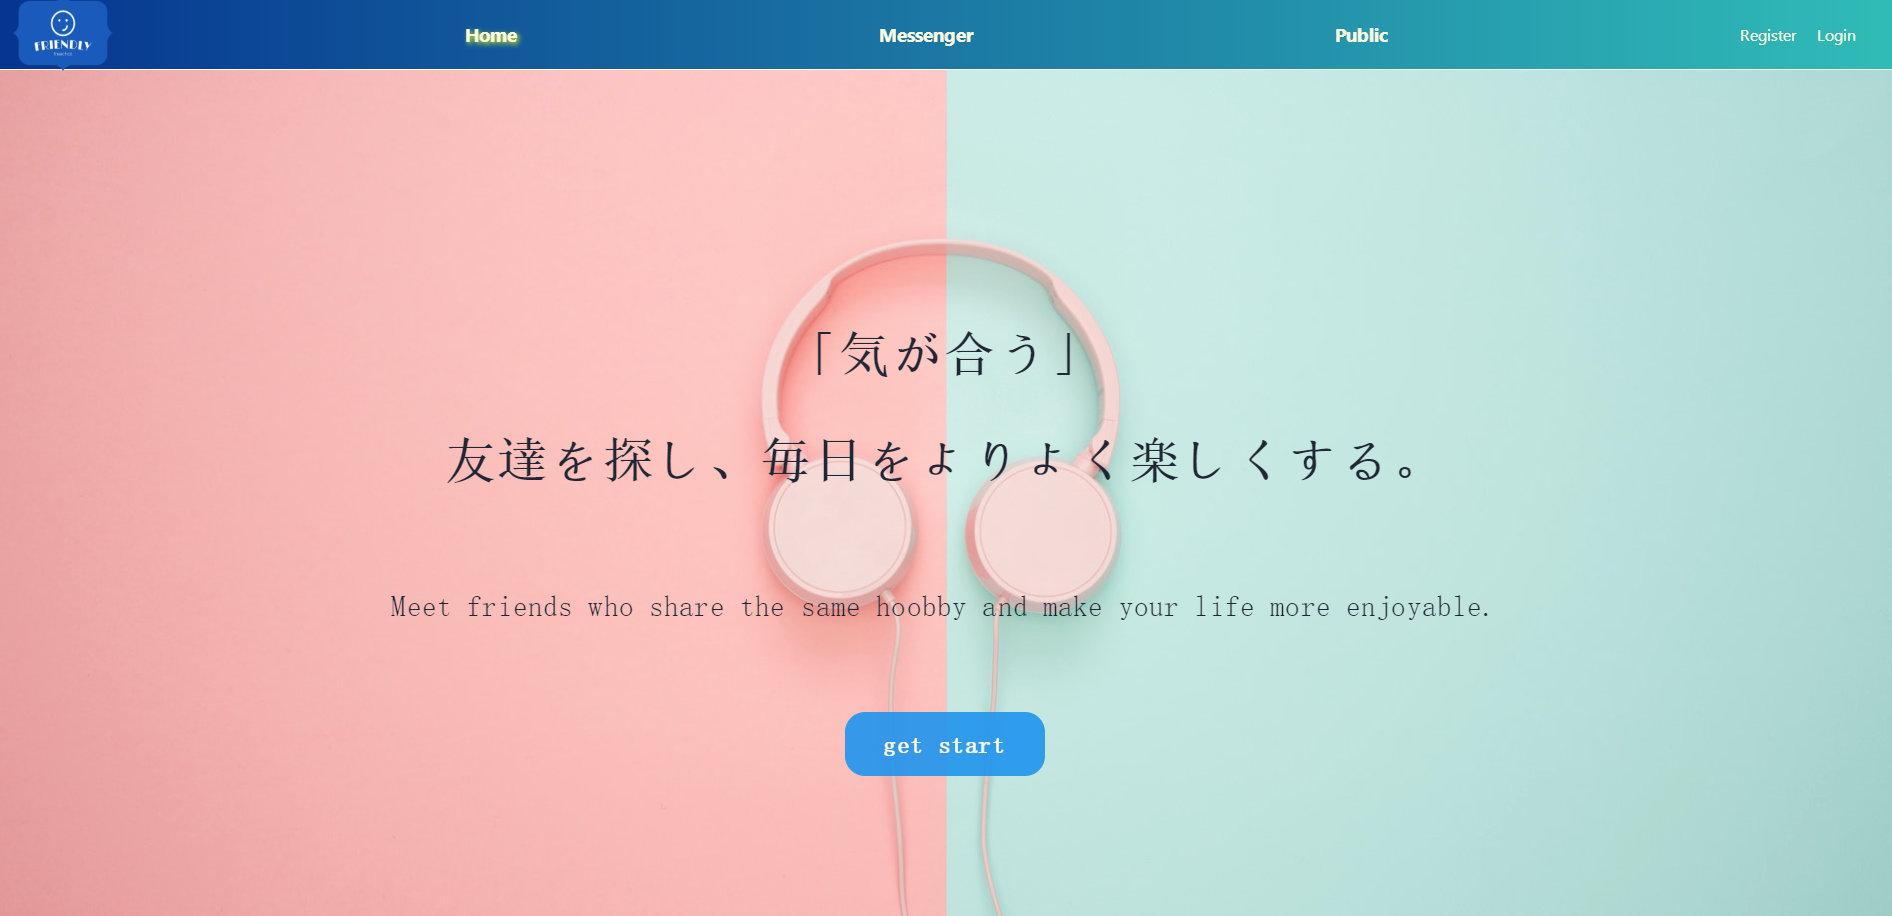 FRIENDLY
Home Messenger Public Register Login
「気が合う」
友達を探し、毎日をよりよく楽しくする。
Meet friends who share the same hoobby and make your life more enjoyable.
get start